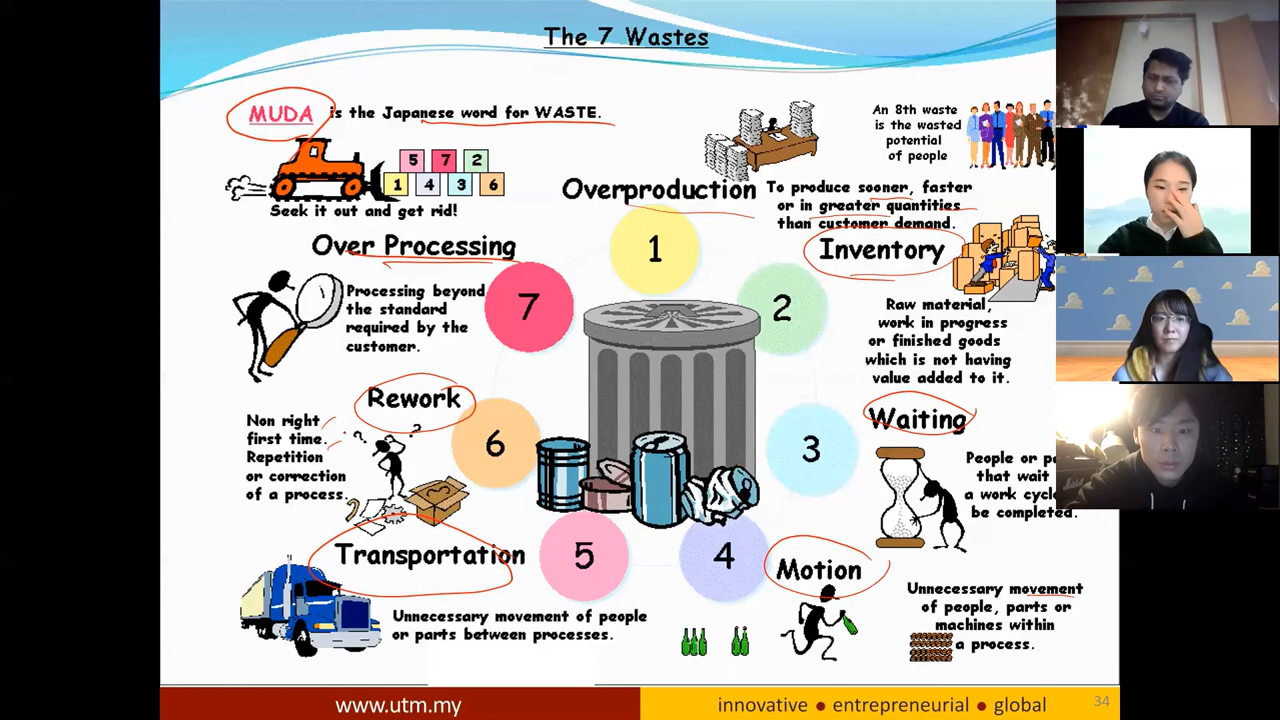 The 7 Wastes
MUDA is the Japanese word for WASTE.
5 7 2
1 4 3 6
Seek it out and get rid!
An 8th waste
is the wasted
potential
of people
Overproduction
To produce sooner, faster
or in greater quantities
than customer demand.
1
Inventory
Raw material,
work in progress
or finished goods
which is not having
value added to it.
2
Waiting
People or
that wait
a work
be completed.
3
Motion
Unnecessary movement
of people, parts or
machines within
a process.
4
Transportation
Unnecessary movement of people
or parts between processes.
5
Rework
Non right
first time.
Repetition
or correction
of a process.
? ?
6
Over Processing
Processing beyond
the standard
required by the
customer.
7
www.utm.my
innovative ● entrepreneurial ● global
34